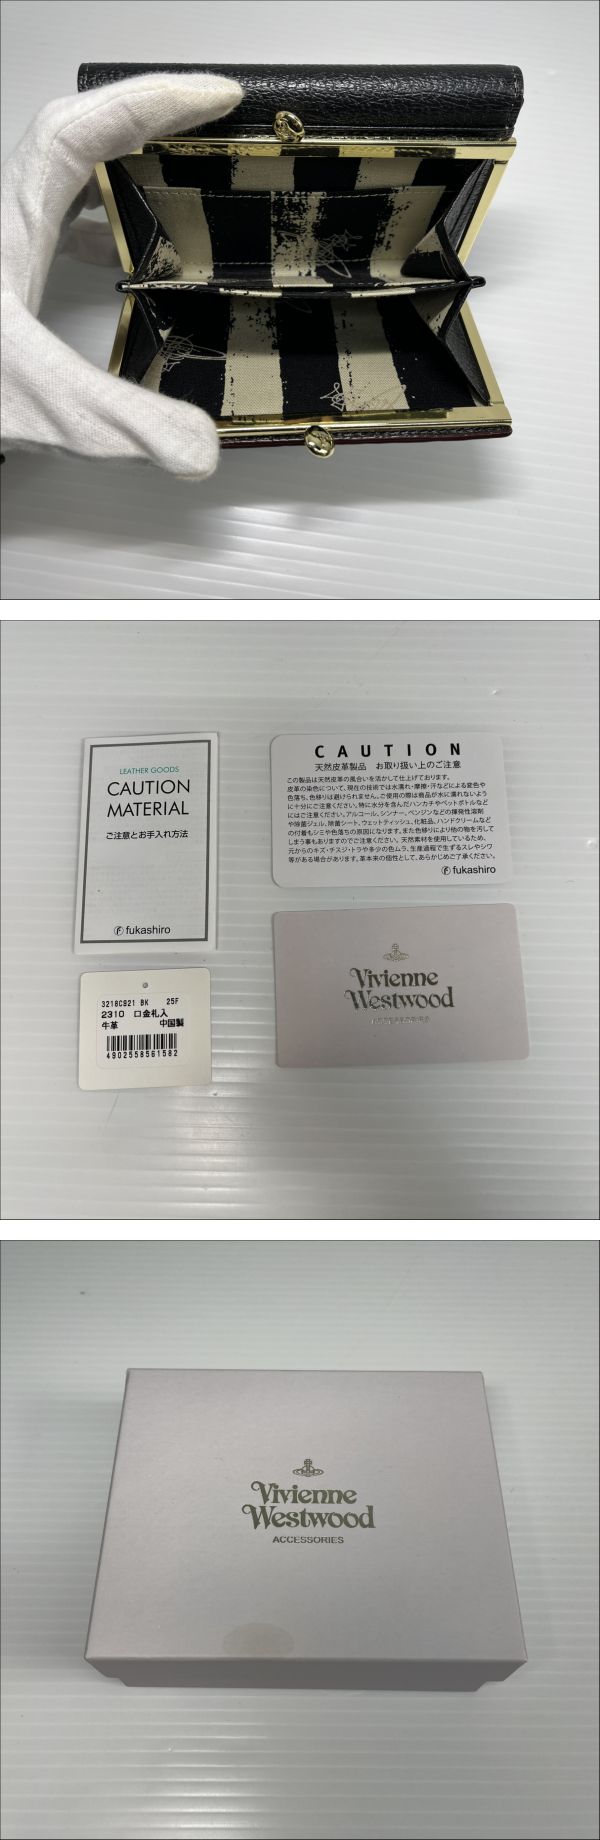 LEATHER GOODS
CAUTION
MATERIAL
ご注意とお手入れ方法
fukashiro
CAUTION
天然皮革製品 お取り扱い上のご注意
この製品は天然皮革の風合いを活かして仕上げております。
皮革の染色について、現在の技術では水濡れ・摩擦・汗などによる変色や
色落ち、色移りは避けられません。ご使用の際は商品が水に濡れないよう
に十分にご注意ください。特に水分を含んだハンカチやペットボトルなど
にはご注意ください。アルコール、シンナー、ベンジンなどの揮発性溶剤
や除菌ジェル、除菌シート、ウェットティッシュ、化粧品、ハンドクリームなど
の付着もシミや色落ちの原因になります。また色移りにより他の物を汚して
しまう事もありますのでご注意ください。天然素材を使用しているため、
元からのキズ・チスジ・トラや多少の色ムラ、生産過程で生ずるスレやシワ
等がある場合があります。革本来の個性として、あらかじめご了承ください。
fukashiro
3218C921 BK 25F
2310 口金札入
牛革 中国製
4902558561582
Vivienne
Westwood
ACCESSORIES
Vivienne
Westwood
ACCESSORIES